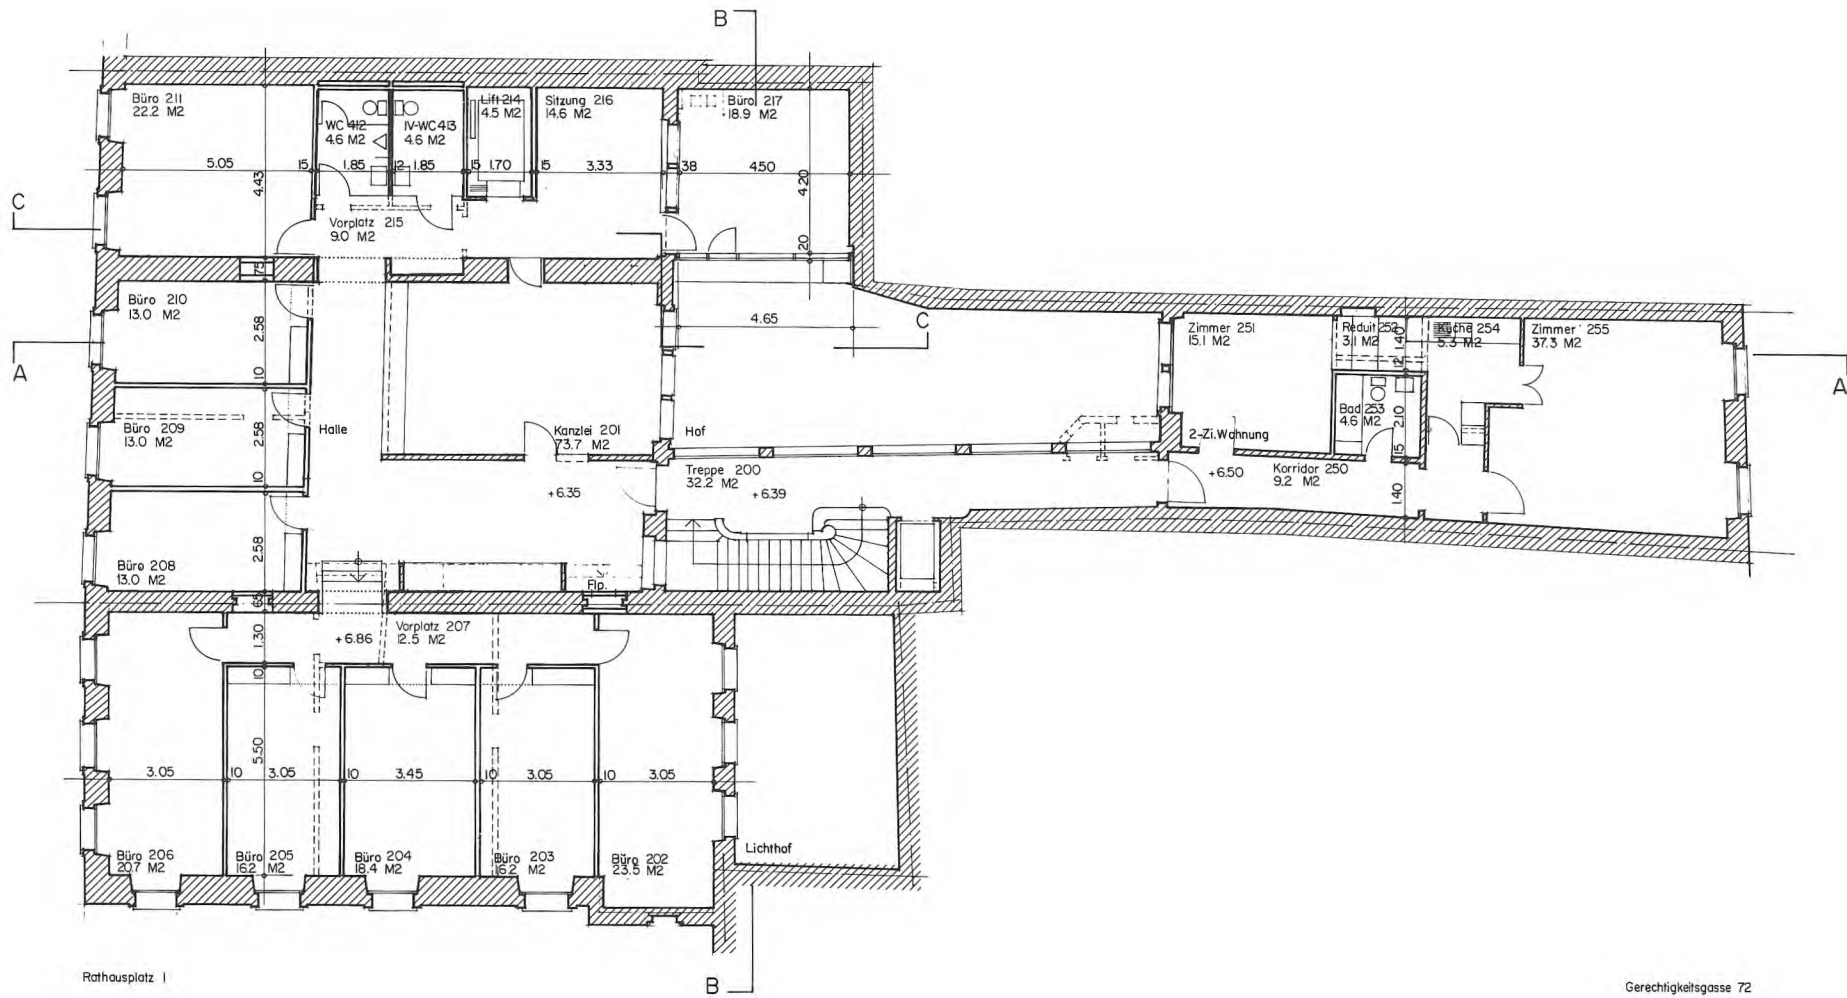 B
Büro 211
22.2 M2
WC 412
4.6 M2
IV-WC 413
4.6 M2
Lift 214
4.5 M2
Sitzung 216
14.6 M2
Büro 217
18.9 M2
5.05
15
1.85
12
1.85
15
1.70
15
3.33
38
4.50
4.43
4.20
20
C
Vorplatz 215
9.0 M2
75
Büro 210
13.0 M2
2.58
10
A
4.65
C
Zimmer 251
15.1 M2
Reduit 252
3.1 M2
1.40
12
Küche 254
5.3 M2
Zimmer 255
37.3 M2
A
Büro 209
13.0 M2
2.58
10
Halle
Kanzlei 201
73.7 M2
Hof
Bad 253
4.6 M2
2.10
15
2-Zi.Wohnung
Treppe 200
32.2 M2
+6.39
+6.35
+6.50
Korridor 250
9.2 M2
1.40
Büro 208
13.0 M2
2.58
Flp.
65
1.30
10
+6.86
Vorplatz 207
12.5 M2
5.50
3.05
10
3.05
10
3.45
10
3.05
10
3.05
Büro 206
20.7 M2
Büro 205
16.2 M2
Büro 204
18.4 M2
Büro 203
16.2 M2
Büro 202
23.5 M2
Lichthof
B
Rathausplatz 1
Gerechtigkeitsgasse 72